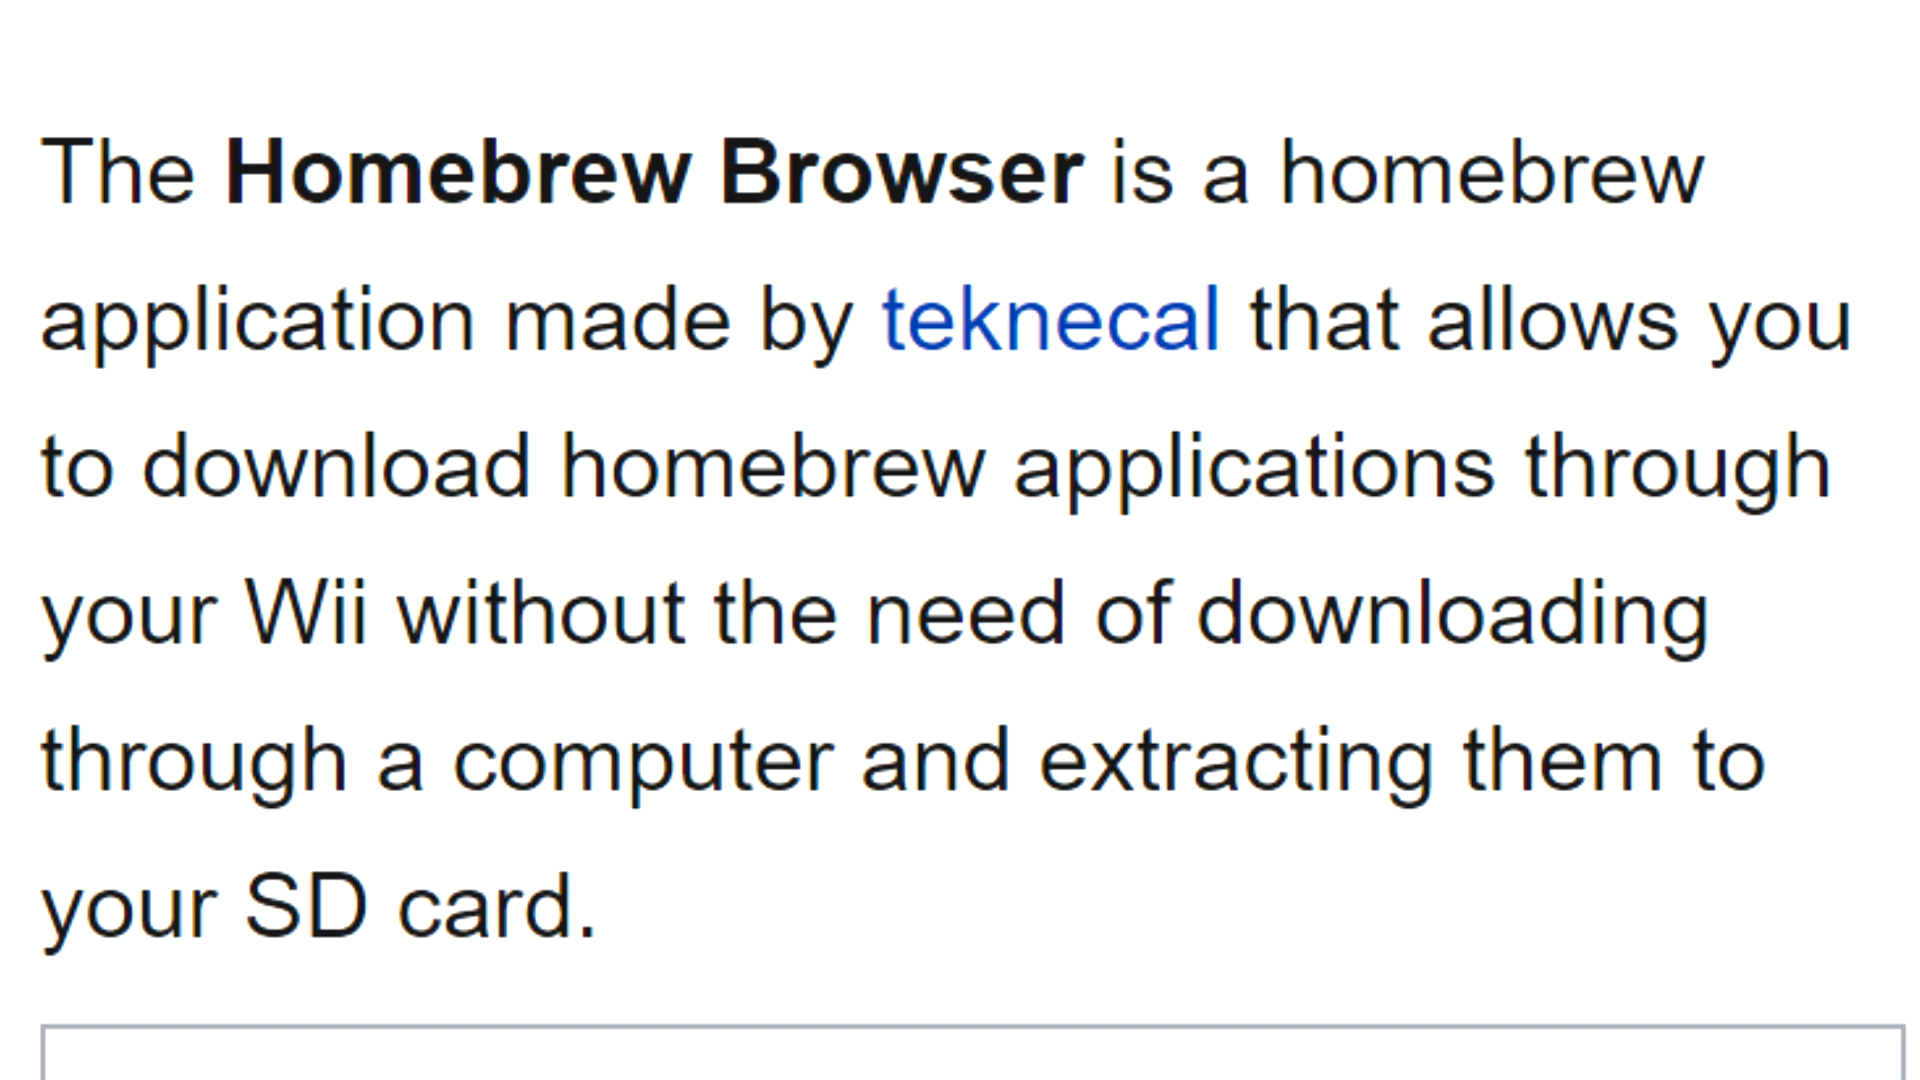 The Homebrew Browser is a homebrew
application made by teknecal that allows you
to download homebrew applications through
your Wii without the need of downloading
through a computer and extracting them to
your SD card.